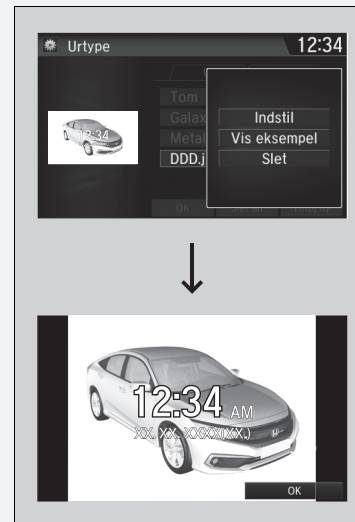 Urtype 12:34
12:34
Tom
Galax
Metal
DDD.j
Indstil
Vis eksempel
Slet
OK
12:34 AM
XX. XX. XXXX(XX.)
OK